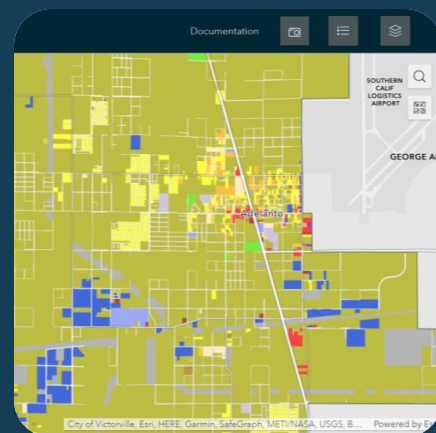 Documentation
SOUTHERN
CALIF
LOGISTICS
AIRPORT
GEORGE A
Adelanto
City of Victorville, Esri, HERE, Garmin, SafeGraph, METI/NASA, USGS, B... Powered by Es